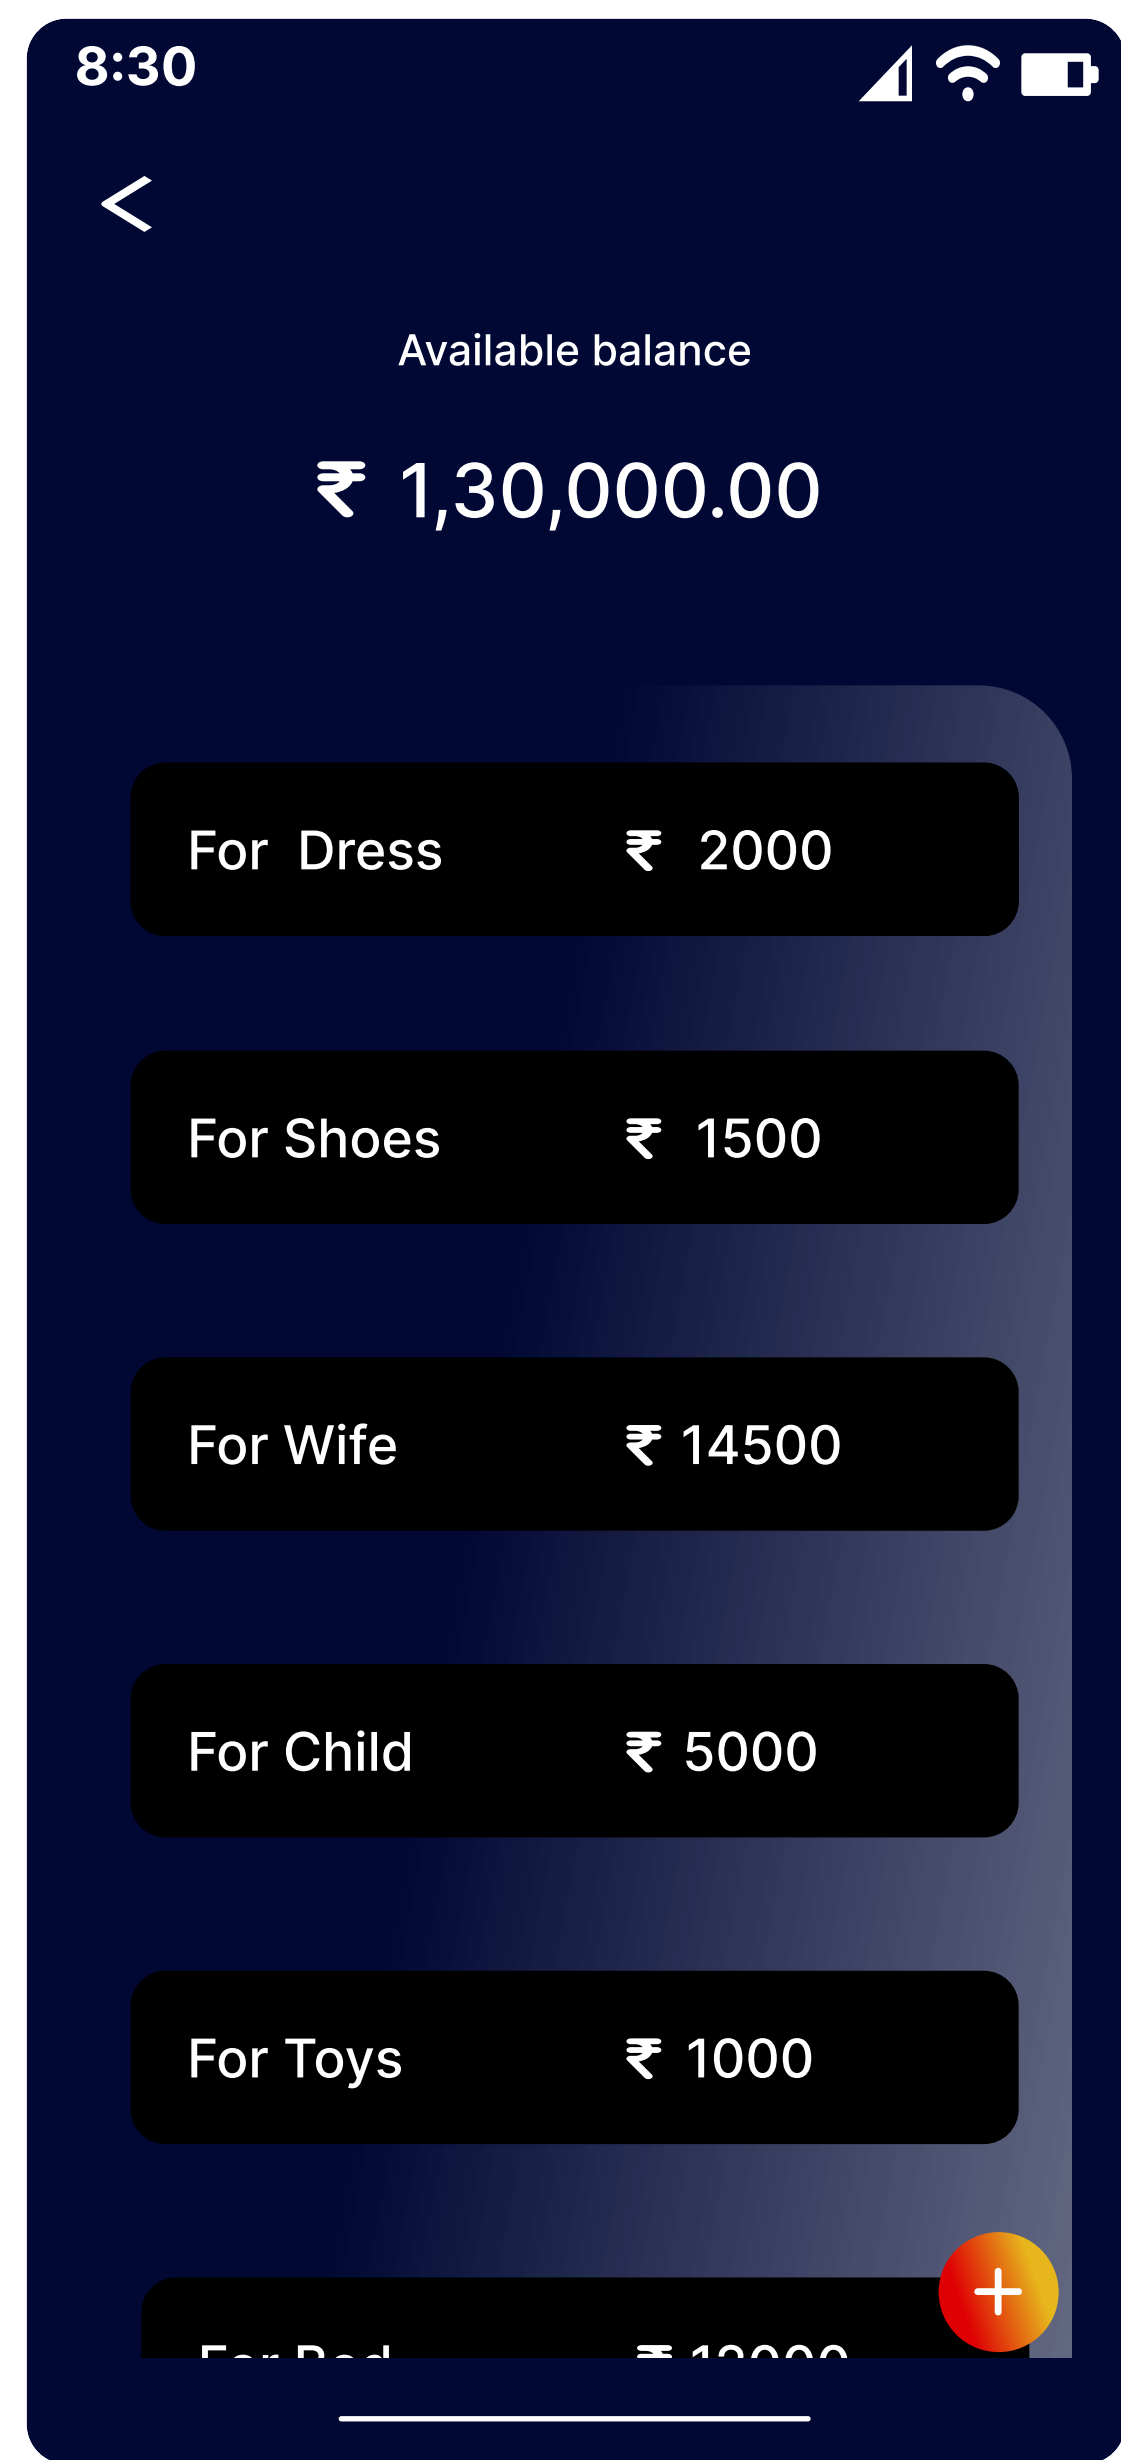 8:30
Available balance
₹ 1,30,000.00
For Dress ₹ 2000
For Shoes ₹ 1500
For Wife ₹ 14500
For Child ₹ 5000
For Toys ₹ 1000
For ₹